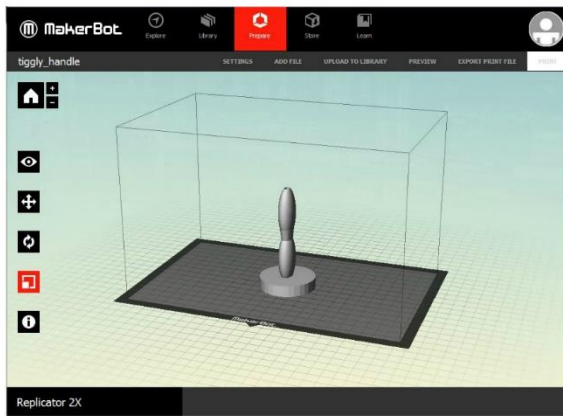 MakerBot
Explore
Library
Prepare
Store
Learn
tiggly_handle
SETTINGS
ADD FILE
UPLOAD TO LIBRARY
PREVIEW
EXPORT PRINT FILE
PRINT
MakerBot
Replicator 2X